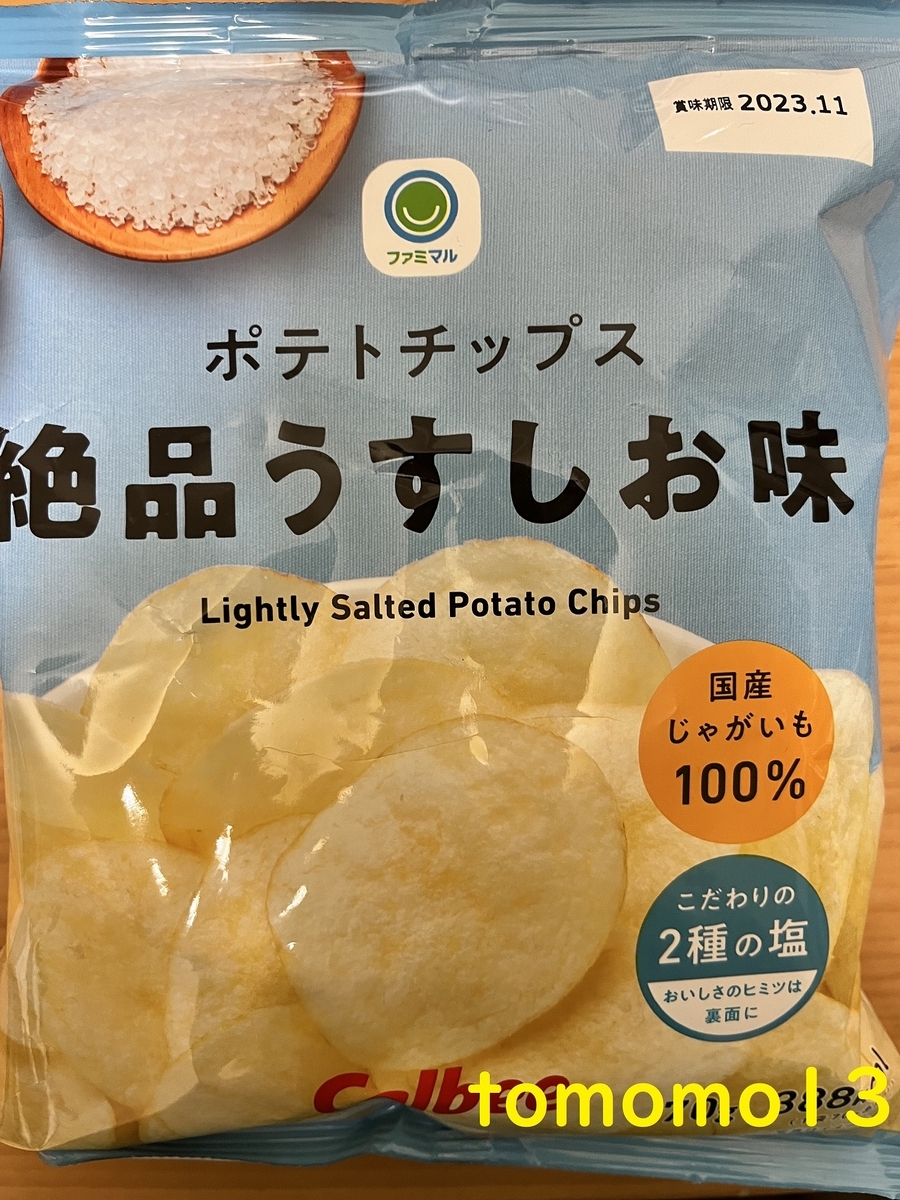 賞味期限 2023.11
ファミマル
ポテトチップス
絶品うすしお味
Lightly Salted Potato Chips
国産
じゃがいも
100%
こだわりの
2種の塩
おいしさのヒミツは
裏面に
Calbee
tomomo13